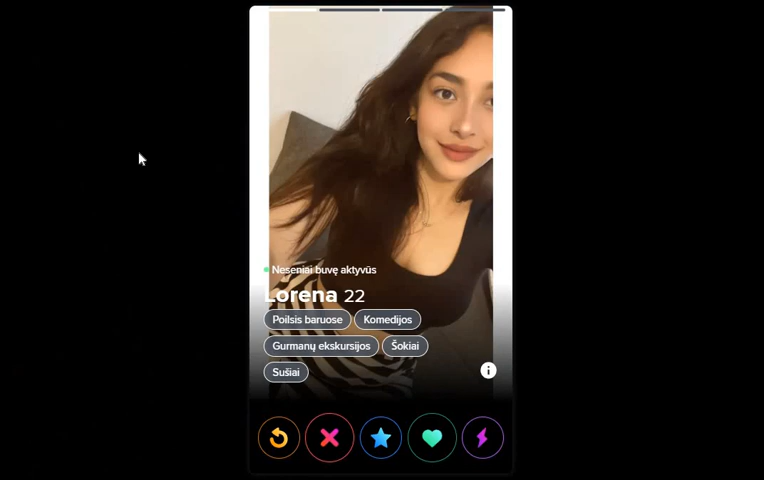 Neseniai buvę aktyvūs
Lorena 22
Poilsis baruose Komedijos
Gurmanų ekskursijos Šokiai
Sušiai